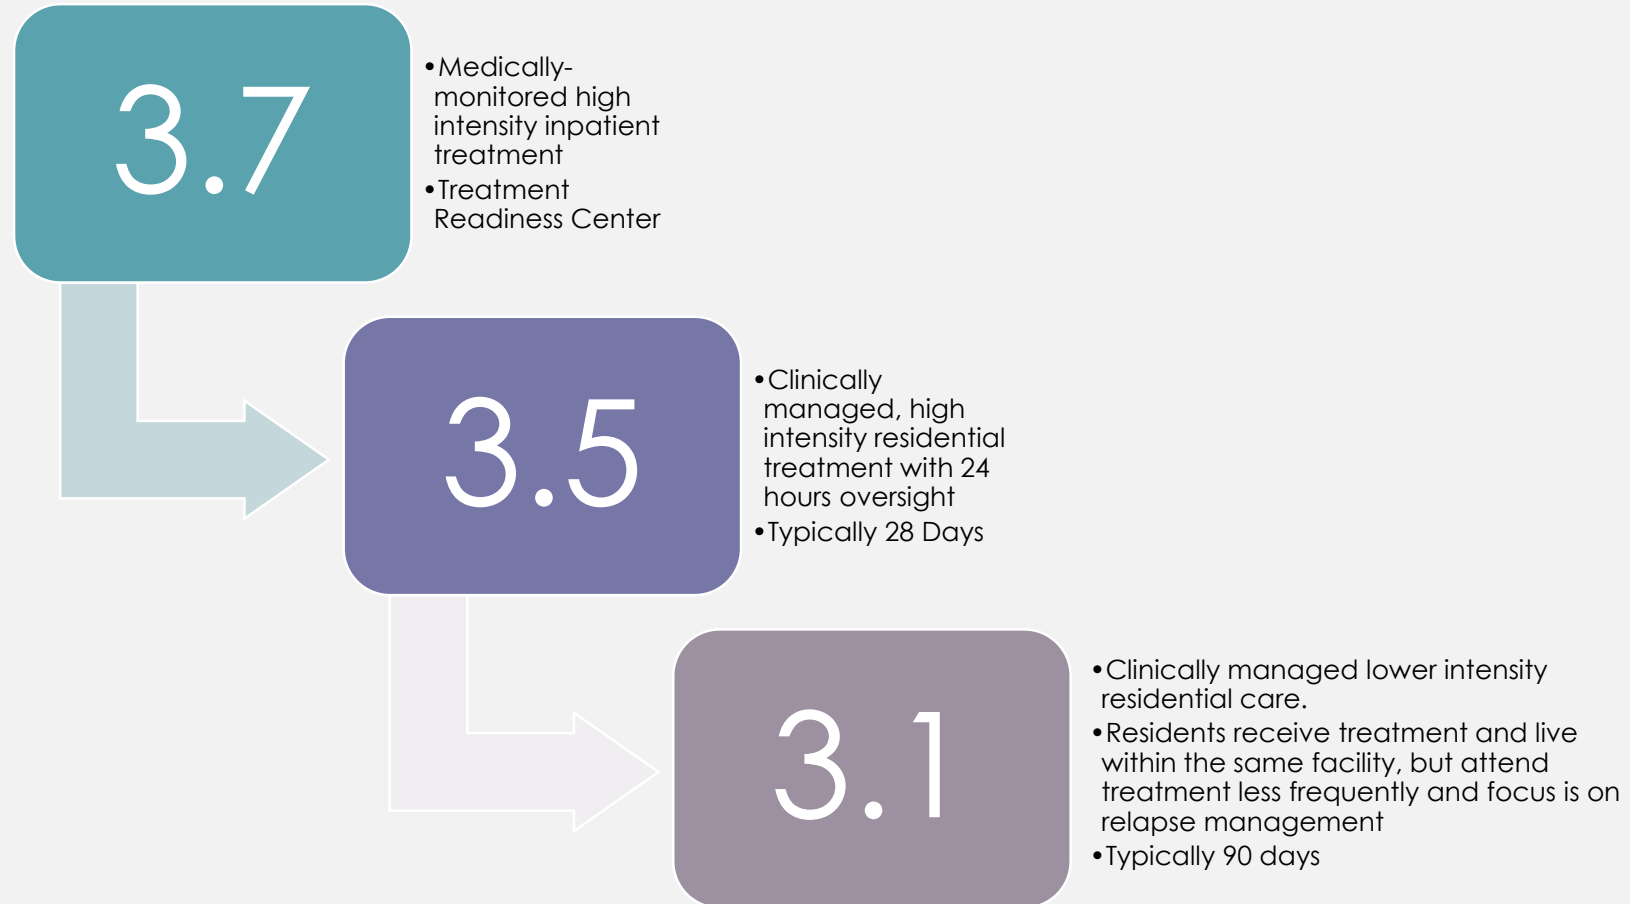 3.7
•Medically-
monitored high
intensity inpatient
treatment
•Treatment
Readiness Center
3.5
•Clinically
managed, high
intensity residential
treatment with 24
hours oversight
•Typically 28 Days
3.1
•Clinically managed lower intensity
residential care.
•Residents receive treatment and live
within the same facility, but attend
treatment less frequently and focus is on
relapse management
•Typically 90 days